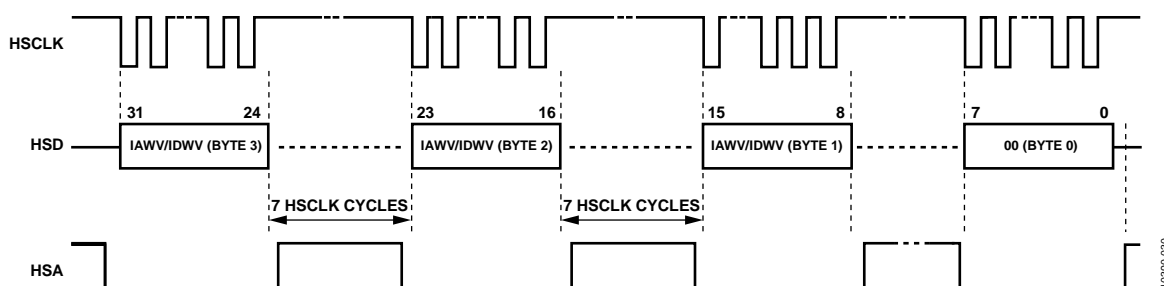 HSCLK
31 24 23 16 15 8 7 0
HSD
IAWV/IDWV (BYTE 3) IAWV/IDWV (BYTE 2) IAWV/IDWV (BYTE 1) 00 (BYTE 0)
7 HSCLK CYCLES 7 HSCLK CYCLES
HSA